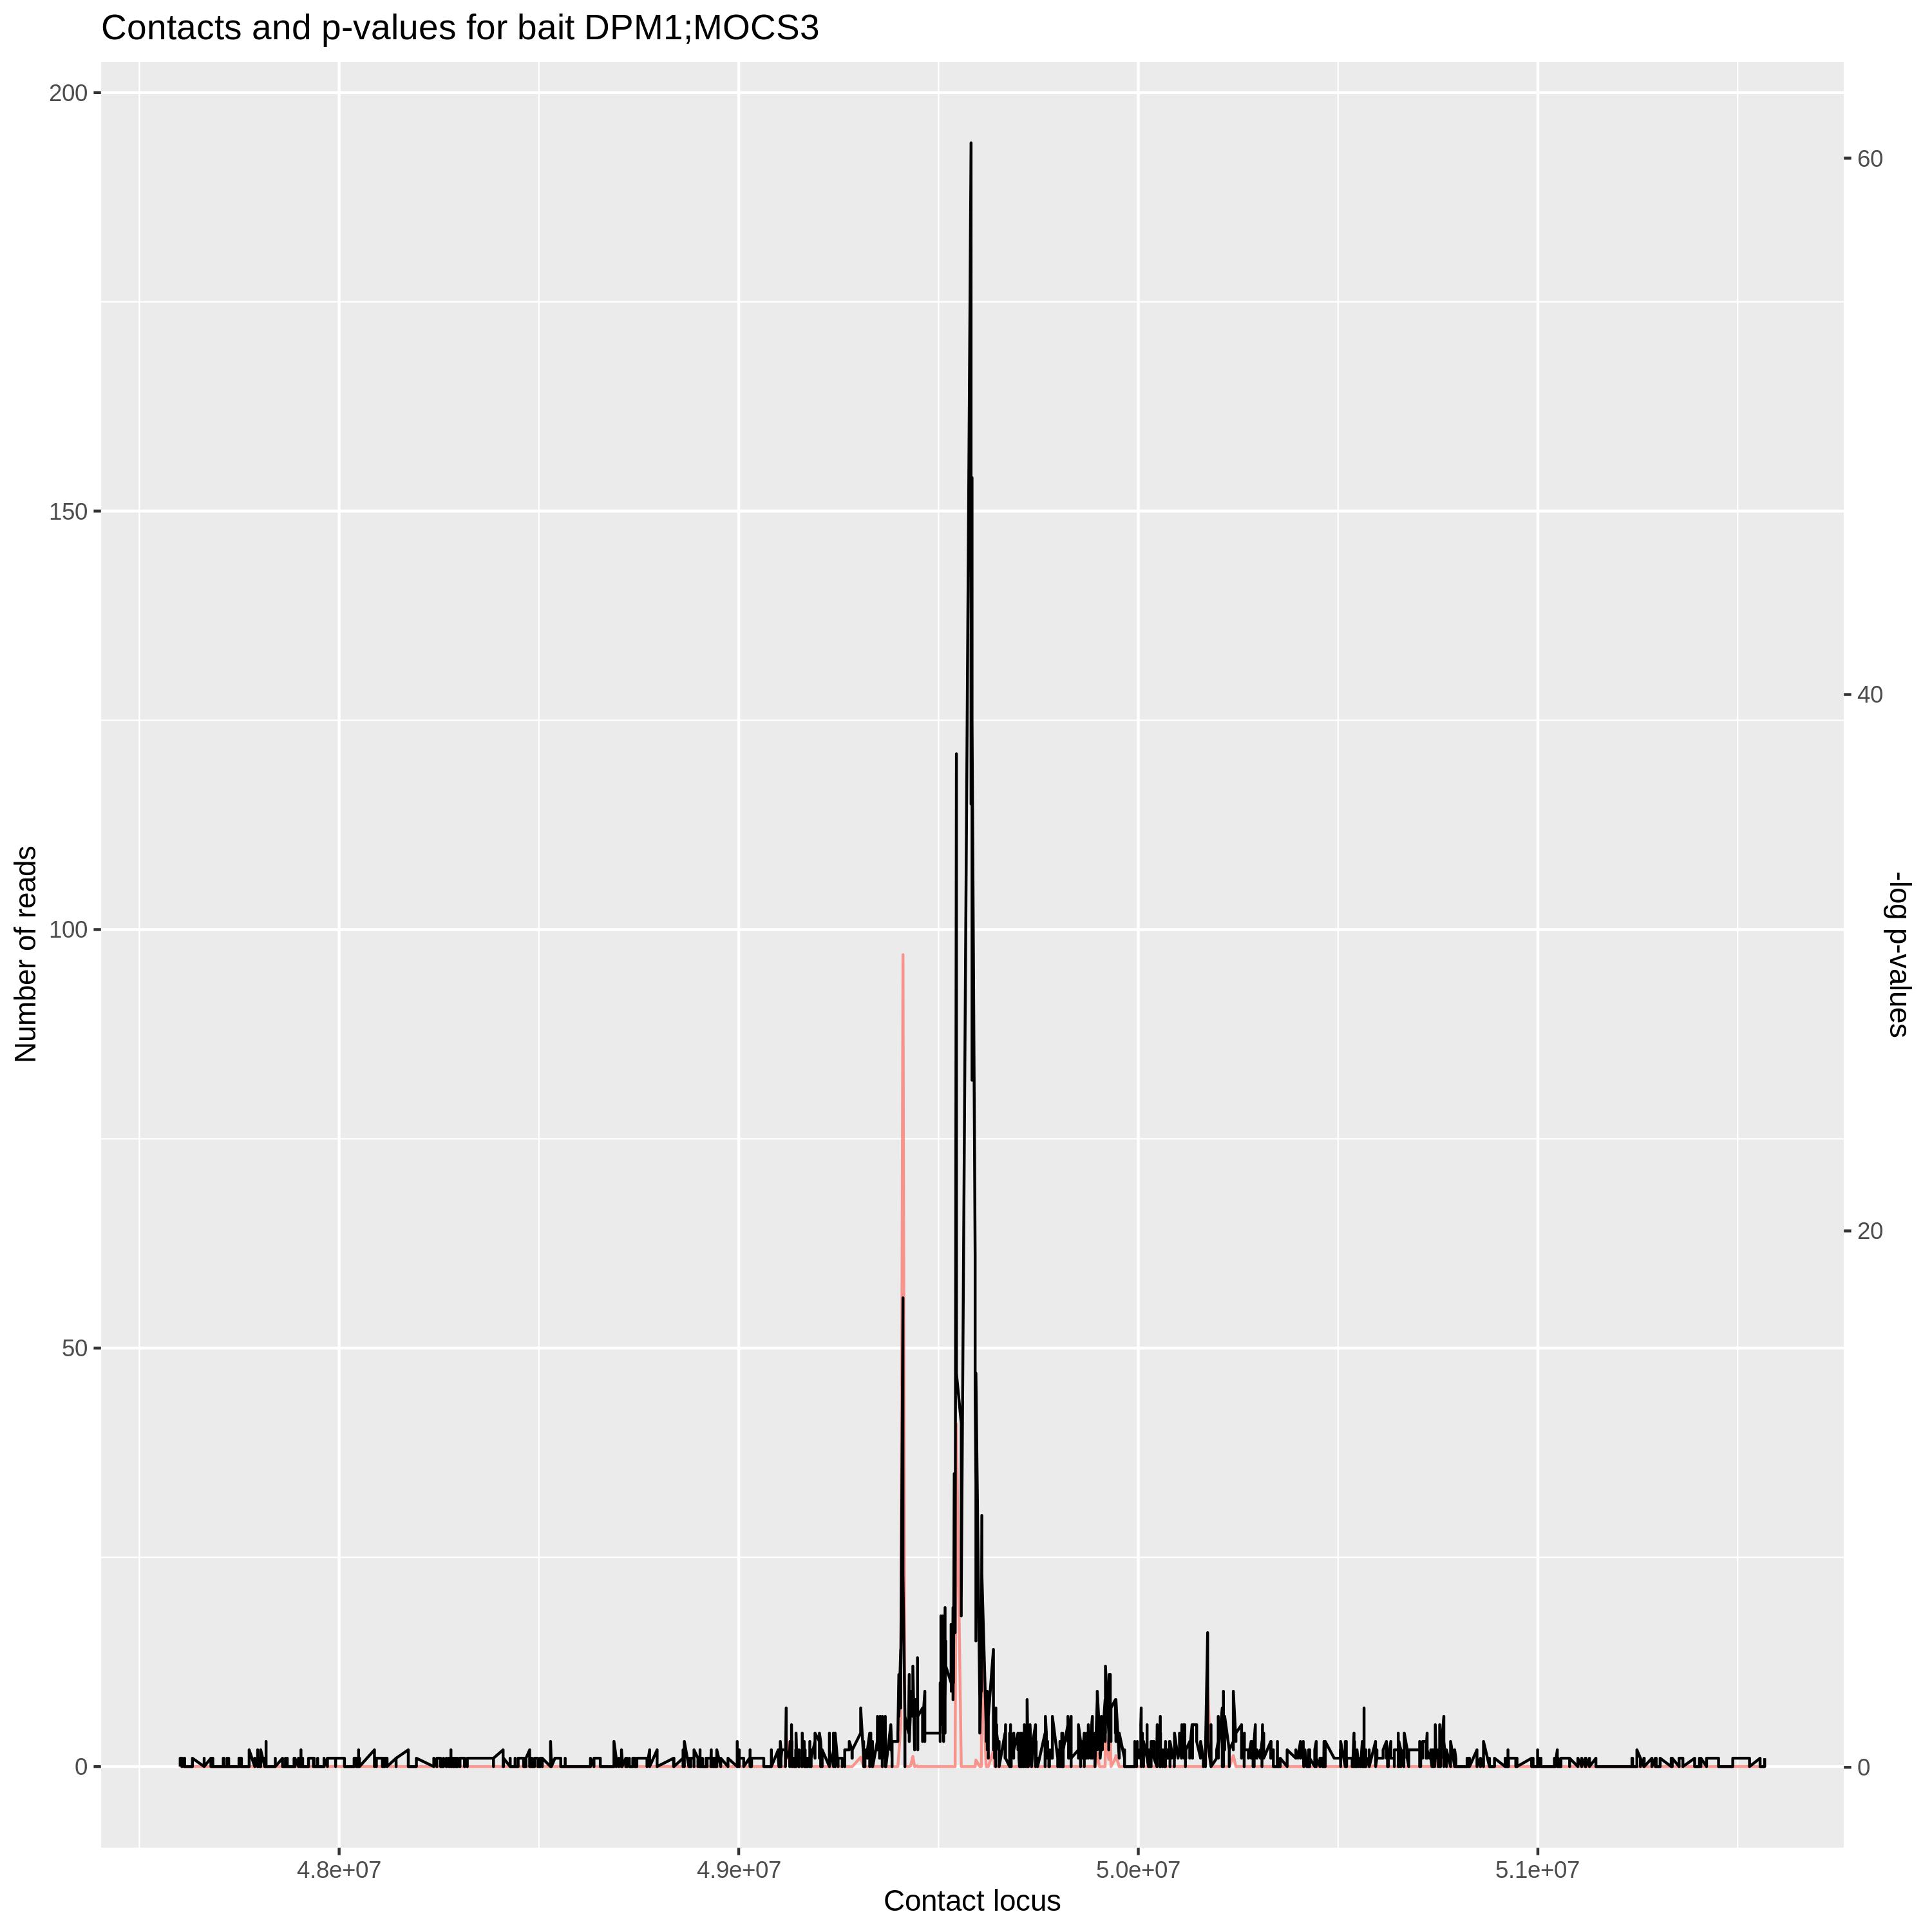 Contacts and p-values for bait DPM1;MOCS3
200
150
100
50
0
Number of reads
60
40
20
0
-log p-values
4.8e+07
4.9e+07
5.0e+07
5.1e+07
Contact locus